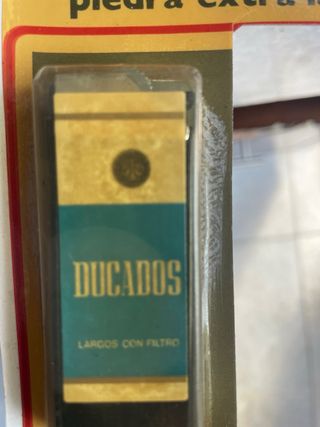 piedra extra
DUCADOS
LARGOS CON FILTRO